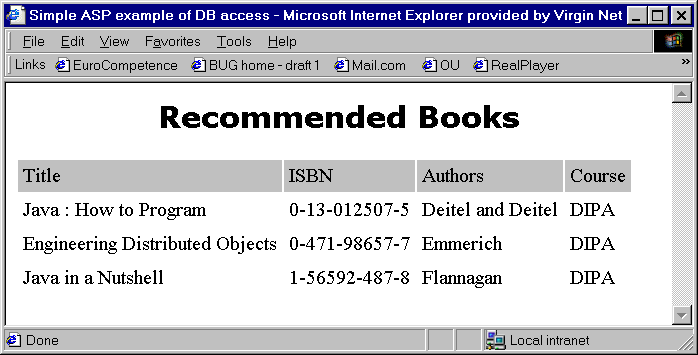 Simple ASP example of DB access - Microsoft Internet Explorer provided by Virgin Net
File Edit View Favorites Tools Help
Links EuroCompetence BUG home - draft 1 Mail.com OU RealPlayer »
Recommended Books
Title ISBN Authors Course
Java : How to Program 0-13-012507-5 Deitel and Deitel DIPA
Engineering Distributed Objects 0-471-98657-7 Emmerich DIPA
Java in a Nutshell 1-56592-487-8 Flannagan DIPA
Done Local intranet